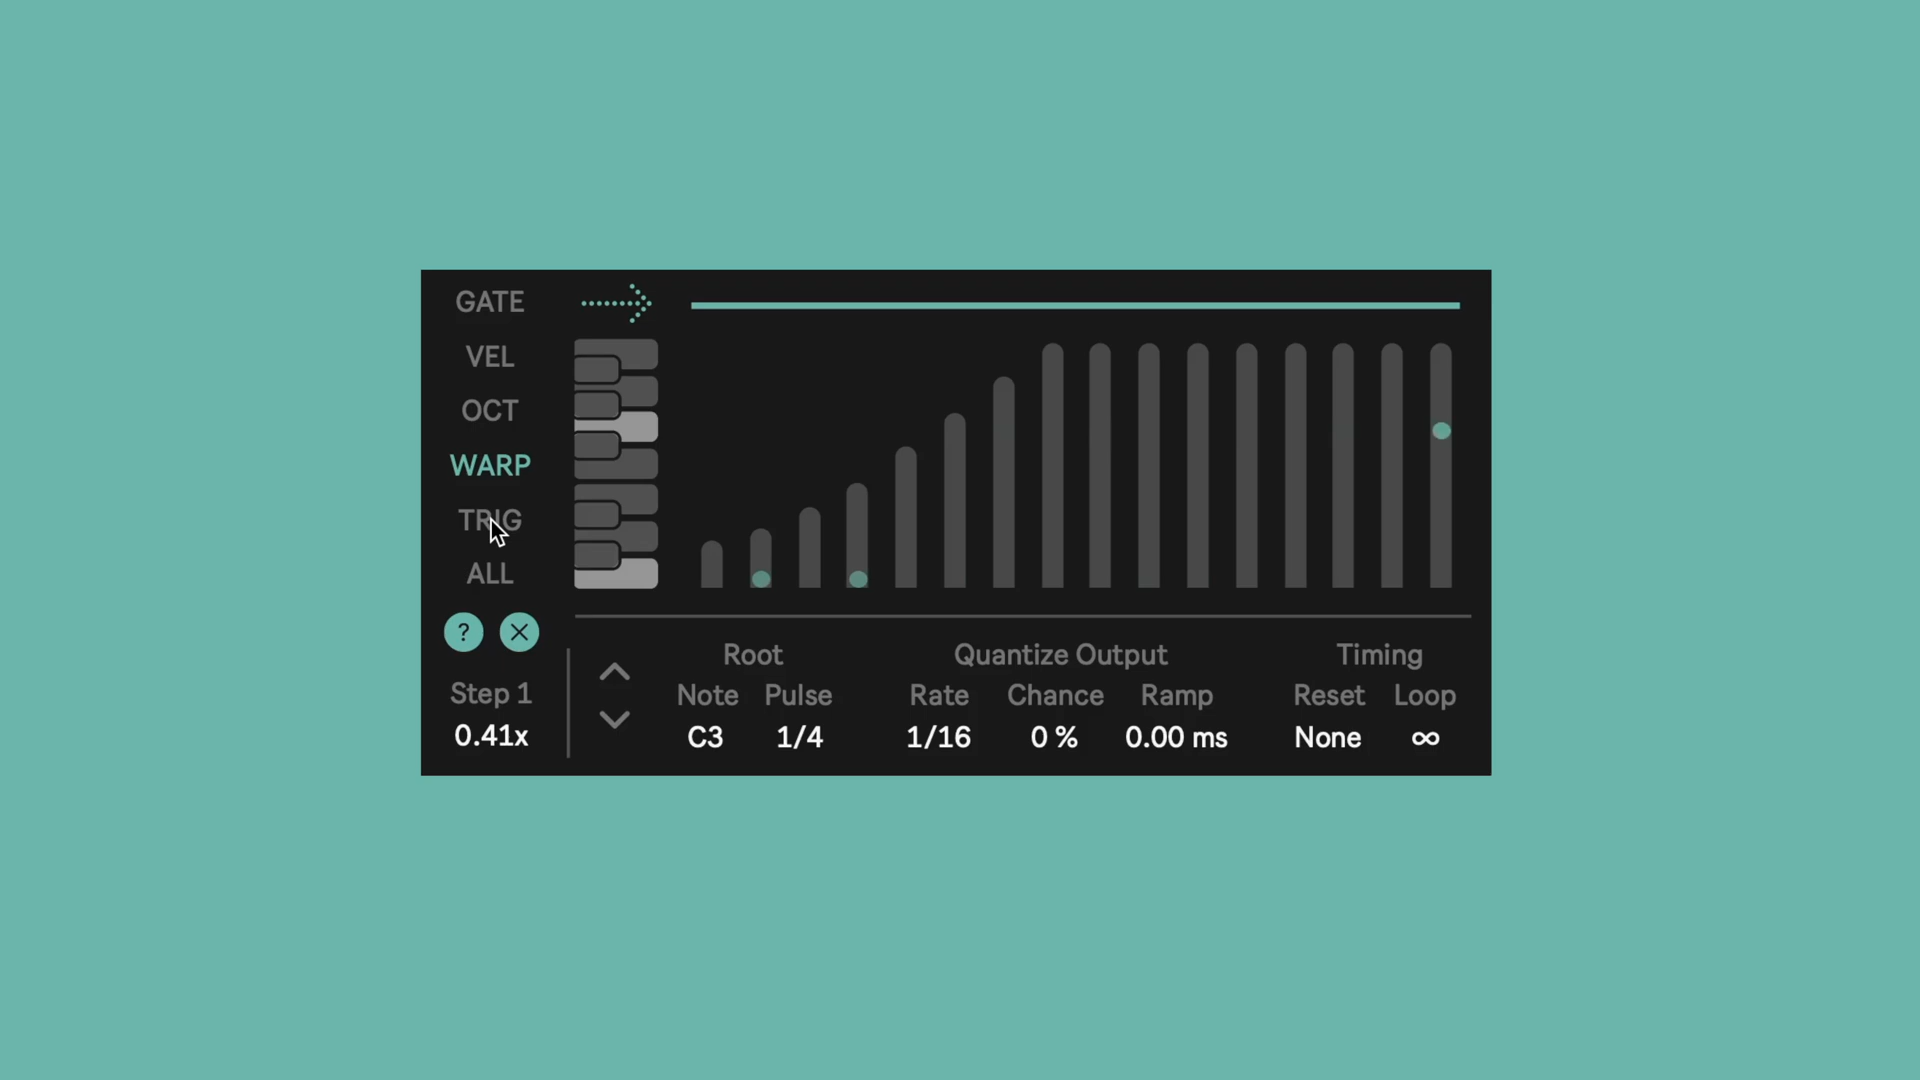 GATE
VEL
OCT
WARP
TRIG
ALL
?
Step 1
0.41x
Root
Quantize Output
Timing
Note Pulse Rate Chance Ramp Reset Loop
C3 1/4 1/16 0 % 0.00 ms None ∞